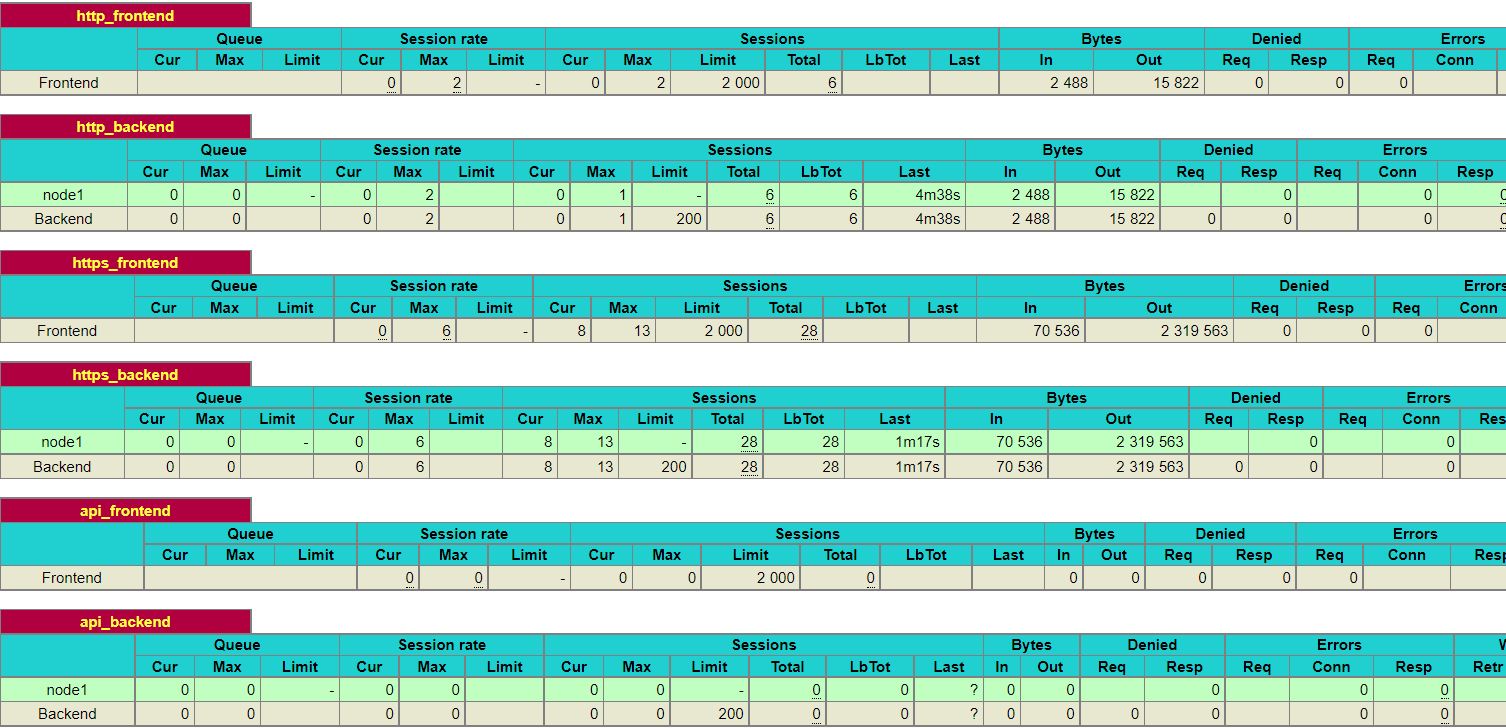 http_frontend
Queue Session rate Sessions Bytes Denied Errors
Cur Max Limit Cur Max Limit Cur Max Limit Total LbTot Last In Out Req Resp Req Conn
Frontend 0 2 - 0 2 2 000 6 2 488 15 822 0 0 0
http_backend
Queue Session rate Sessions Bytes Denied Errors
Cur Max Limit Cur Max Limit Cur Max Limit Total LbTot Last In Out Req Resp Req Conn Resp
node1 0 0 - 0 2 0 1 - 6 6 4m38s 2 488 15 822 0 0 0
Backend 0 0 0 2 0 1 200 6 6 4m38s 2 488 15 822 0 0 0 0
https_frontend
Queue Session rate Sessions Bytes Denied Errors
Cur Max Limit Cur Max Limit Cur Max Limit Total LbTot Last In Out Req Resp Req Conn
Frontend 0 6 - 8 13 2 000 28 70 536 2 319 563 0 0 0
https_backend
Queue Session rate Sessions Bytes Denied Errors
Cur Max Limit Cur Max Limit Cur Max Limit Total LbTot Last In Out Req Resp Req Conn Res
node1 0 0 - 0 6 8 13 - 28 28 1m17s 70 536 2 319 563 0 0
Backend 0 0 0 6 8 13 200 28 28 1m17s 70 536 2 319 563 0 0 0
api_frontend
Queue Session rate Sessions Bytes Denied Errors
Cur Max Limit Cur Max Limit Cur Max Limit Total LbTot Last In Out Req Resp Req Conn Resp
Frontend 0 0 - 0 0 2 000 0 0 0 0 0 0
api_backend
Queue Session rate Sessions Bytes Denied Errors W
Cur Max Limit Cur Max Limit Cur Max Limit Total LbTot Last In Out Req Resp Req Conn Resp Retr
node1 0 0 - 0 0 0 0 - 0 0 ? 0 0 0 0 0
Backend 0 0 0 0 0 0 200 0 0 ? 0 0 0 0 0 0